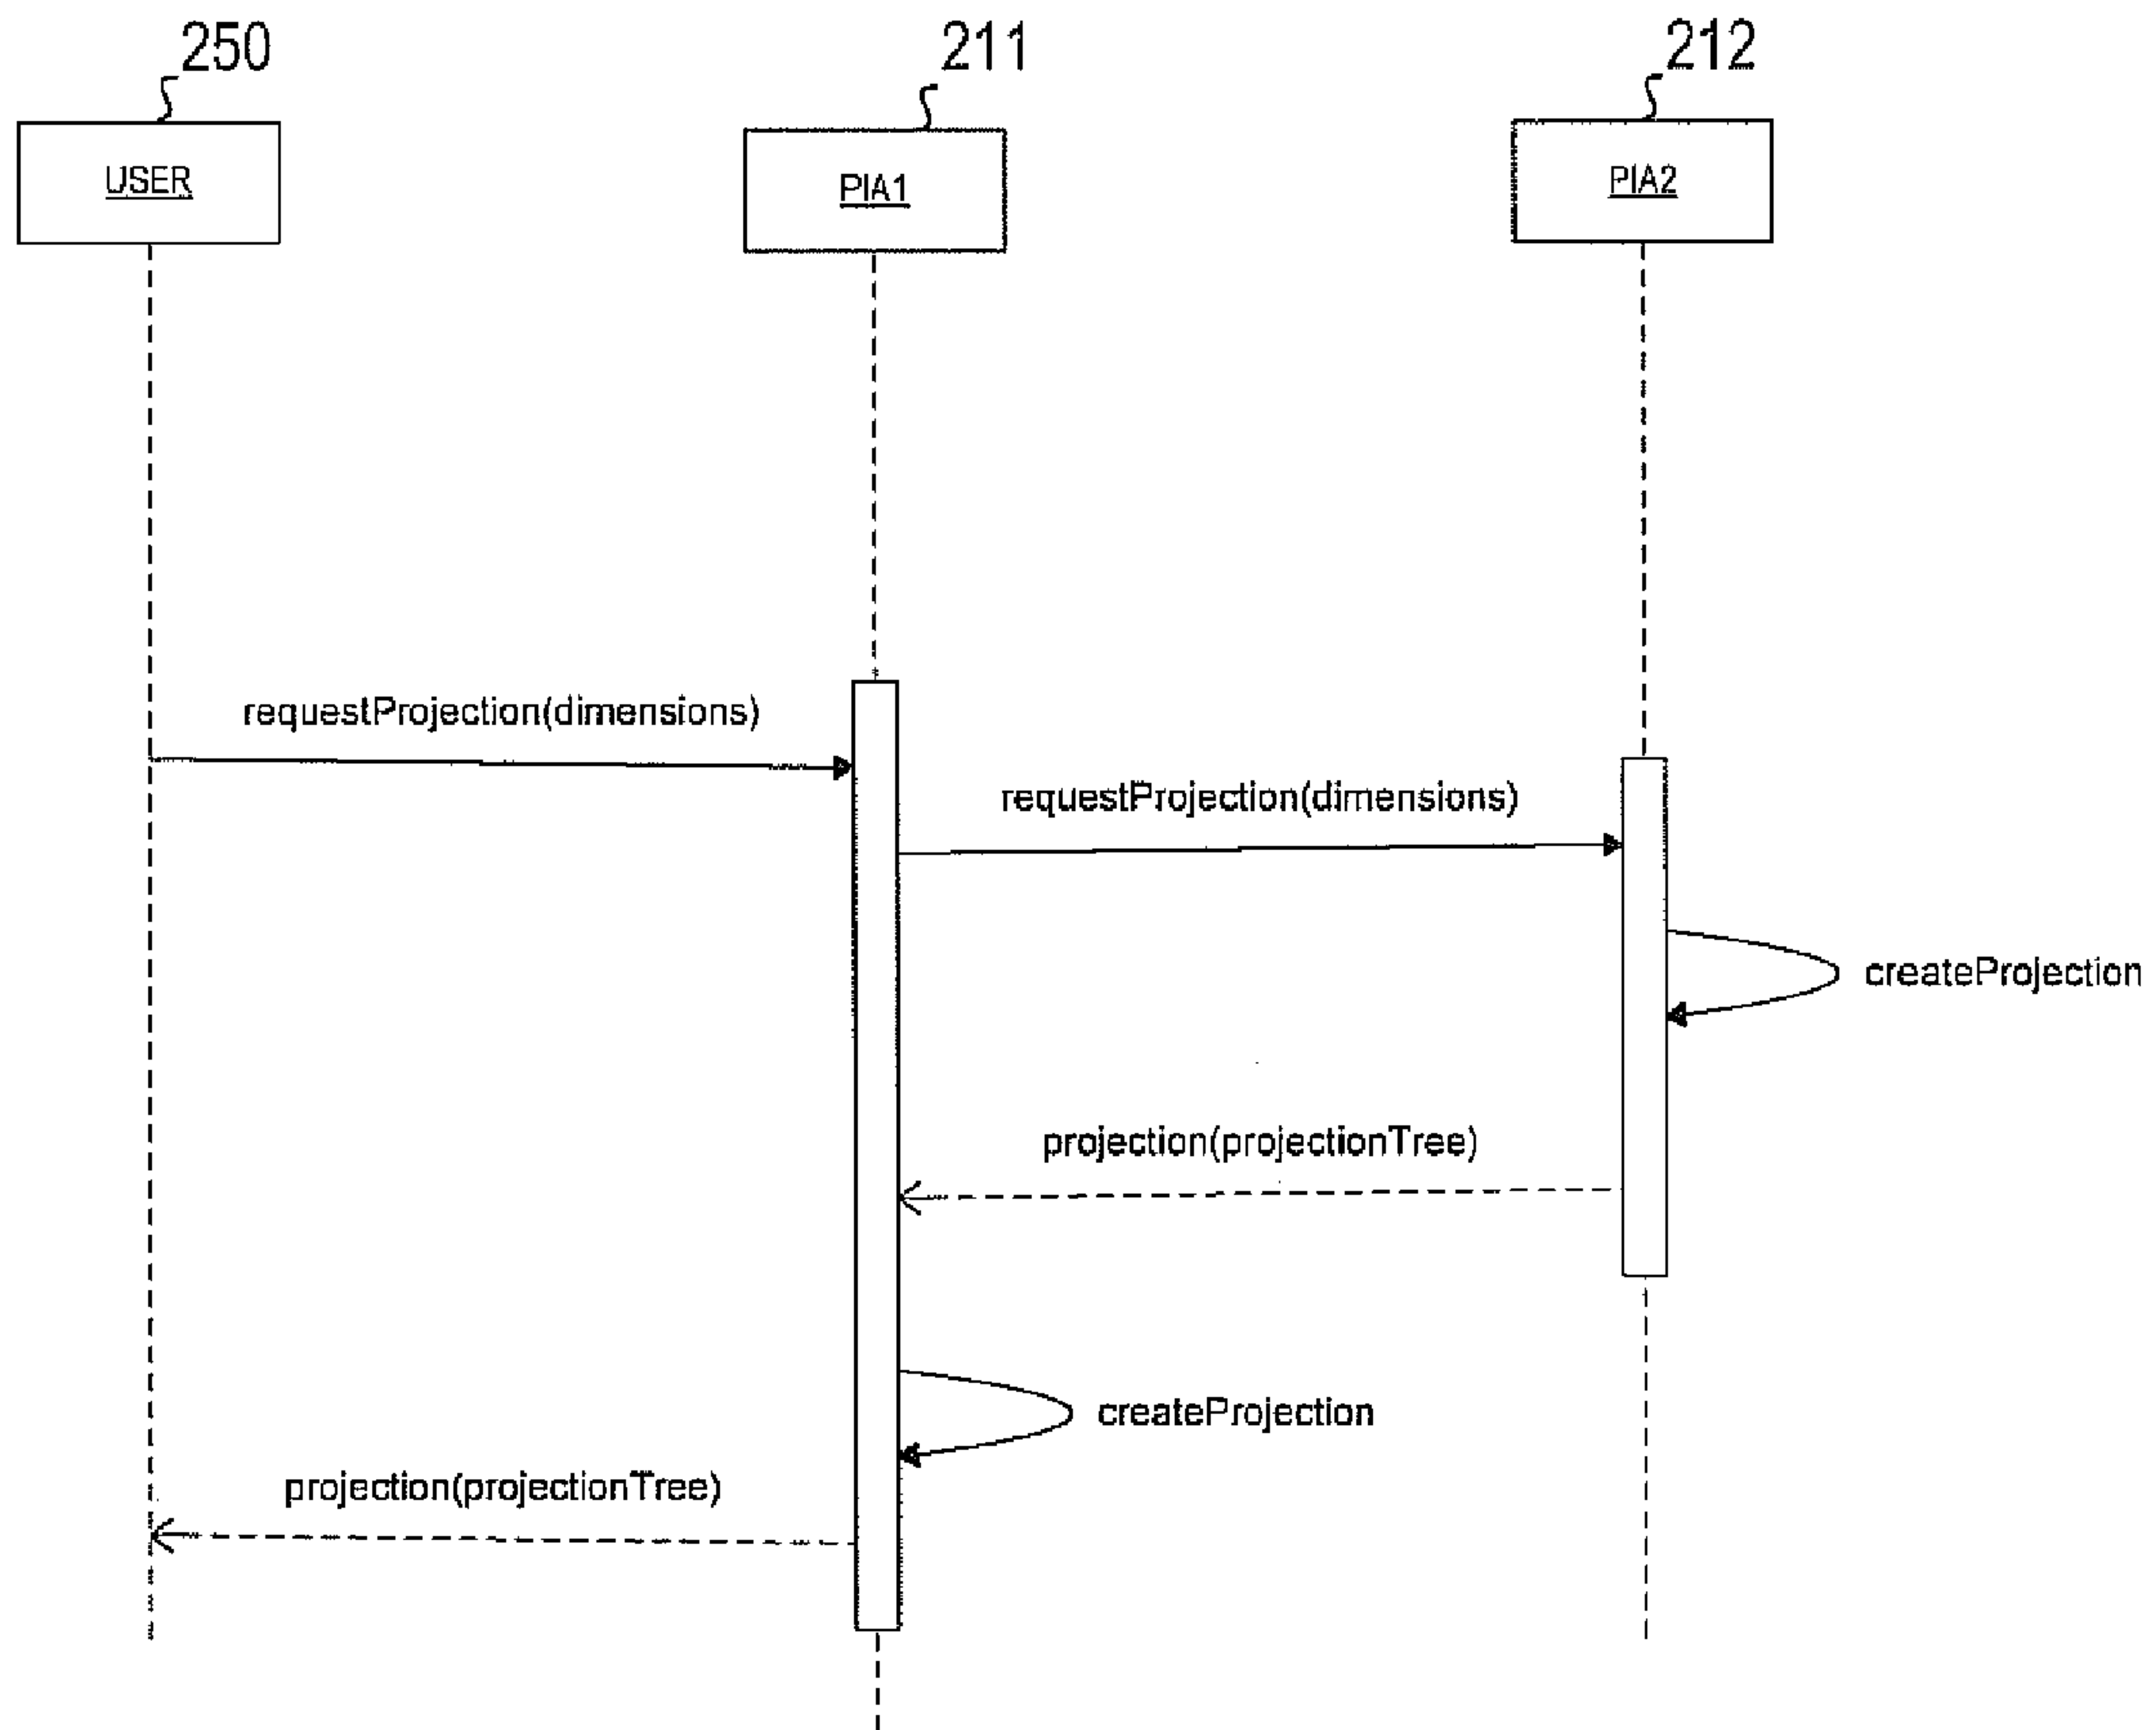 250
211
212
USER
PIA1
PIA2
requestProjection(dimensions)
requestProjection(dimensions)
createProjection
projection(projectionTree)
createProjection
projection(projectionTree)